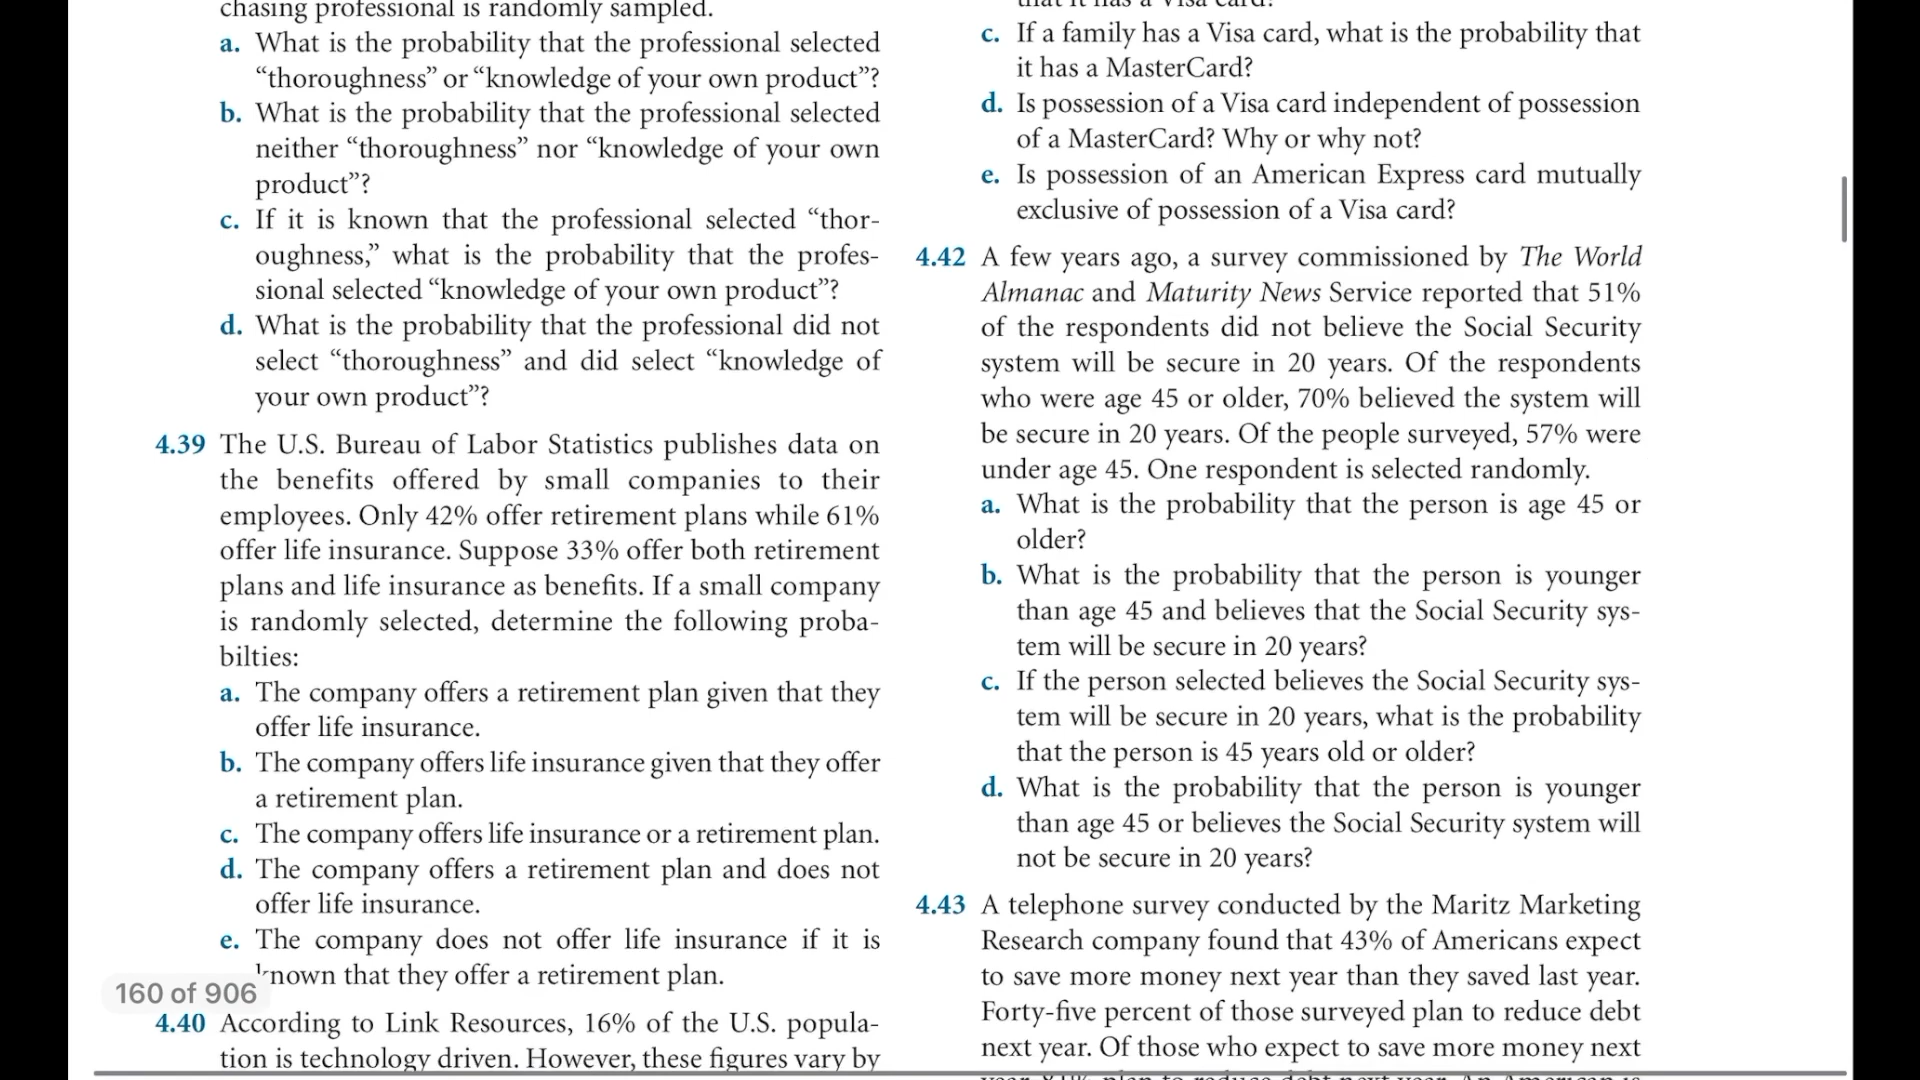 chasing professional is randomly sampled.
a. What is the probability that the professional selected
“thoroughness” or “knowledge of your own product”?
b. What is the probability that the professional selected
neither “thoroughness” nor “knowledge of your own
product”?
c. If it is known that the professional selected “thor-
oughness,” what is the probability that the profes-
sional selected “knowledge of your own product”?
d. What is the probability that the professional did not
select “thoroughness” and did select “knowledge of
your own product”?
4.39 The U.S. Bureau of Labor Statistics publishes data on
the benefits offered by small companies to their
employees. Only 42% offer retirement plans while 61%
offer life insurance. Suppose 33% offer both retirement
plans and life insurance as benefits. If a small company
is randomly selected, determine the following proba-
bilties:
a. The company offers a retirement plan given that they
offer life insurance.
b. The company offers life insurance given that they offer
a retirement plan.
c. The company offers life insurance or a retirement plan.
d. The company offers a retirement plan and does not
offer life insurance.
e. The company does not offer life insurance if it is
known that they offer a retirement plan.
160 of 906
4.40 According to Link Resources, 16% of the U.S. popula-
tion is technology driven. However, these figures vary by
that it has a Visa card?
c. If a family has a Visa card, what is the probability that
it has a MasterCard?
d. Is possession of a Visa card independent of possession
of a MasterCard? Why or why not?
e. Is possession of an American Express card mutually
exclusive of possession of a Visa card?
4.42 A few years ago, a survey commissioned by The World
Almanac and Maturity News Service reported that 51%
of the respondents did not believe the Social Security
system will be secure in 20 years. Of the respondents
who were age 45 or older, 70% believed the system will
be secure in 20 years. Of the people surveyed, 57% were
under age 45. One respondent is selected randomly.
a. What is the probability that the person is age 45 or
older?
b. What is the probability that the person is younger
than age 45 and believes that the Social Security sys-
tem will be secure in 20 years?
c. If the person selected believes the Social Security sys-
tem will be secure in 20 years, what is the probability
that the person is 45 years old or older?
d. What is the probability that the person is younger
than age 45 or believes the Social Security system will
not be secure in 20 years?
4.43 A telephone survey conducted by the Maritz Marketing
Research company found that 43% of Americans expect
to save more money next year than they saved last year.
Forty-five percent of those surveyed plan to reduce debt
next year. Of those who expect to save more money next
year, 81% plan to reduce debt next year. An American is